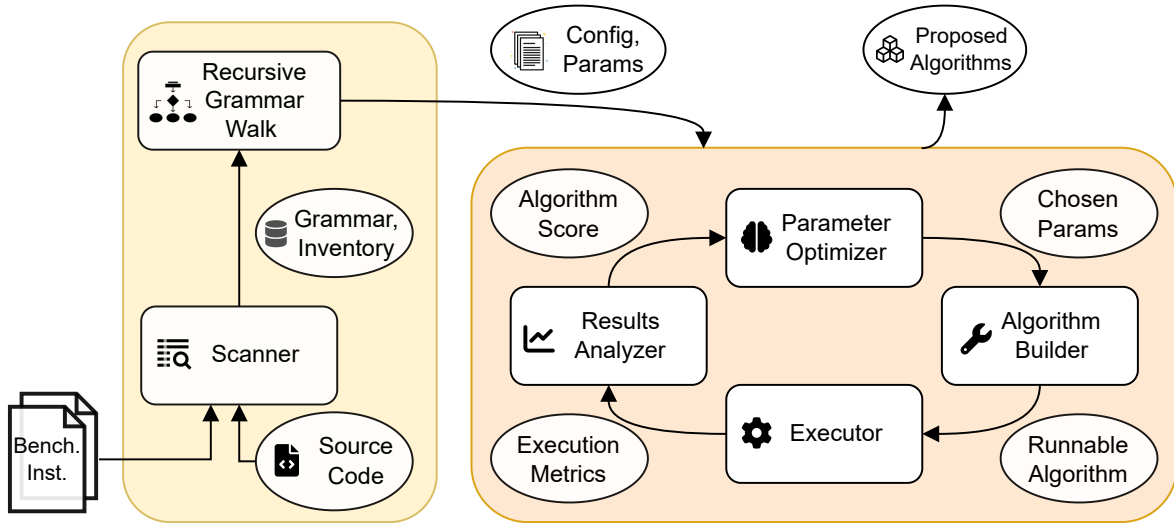 Recursive
Grammar
Walk
Config,
Params
Proposed
Algorithms
Grammar,
Inventory
Scanner
Bench.
Inst.
Source
Code
Algorithm
Score
Parameter
Optimizer
Chosen
Params
Results
Analyzer
Algorithm
Builder
Execution
Metrics
Executor
Runnable
Algorithm